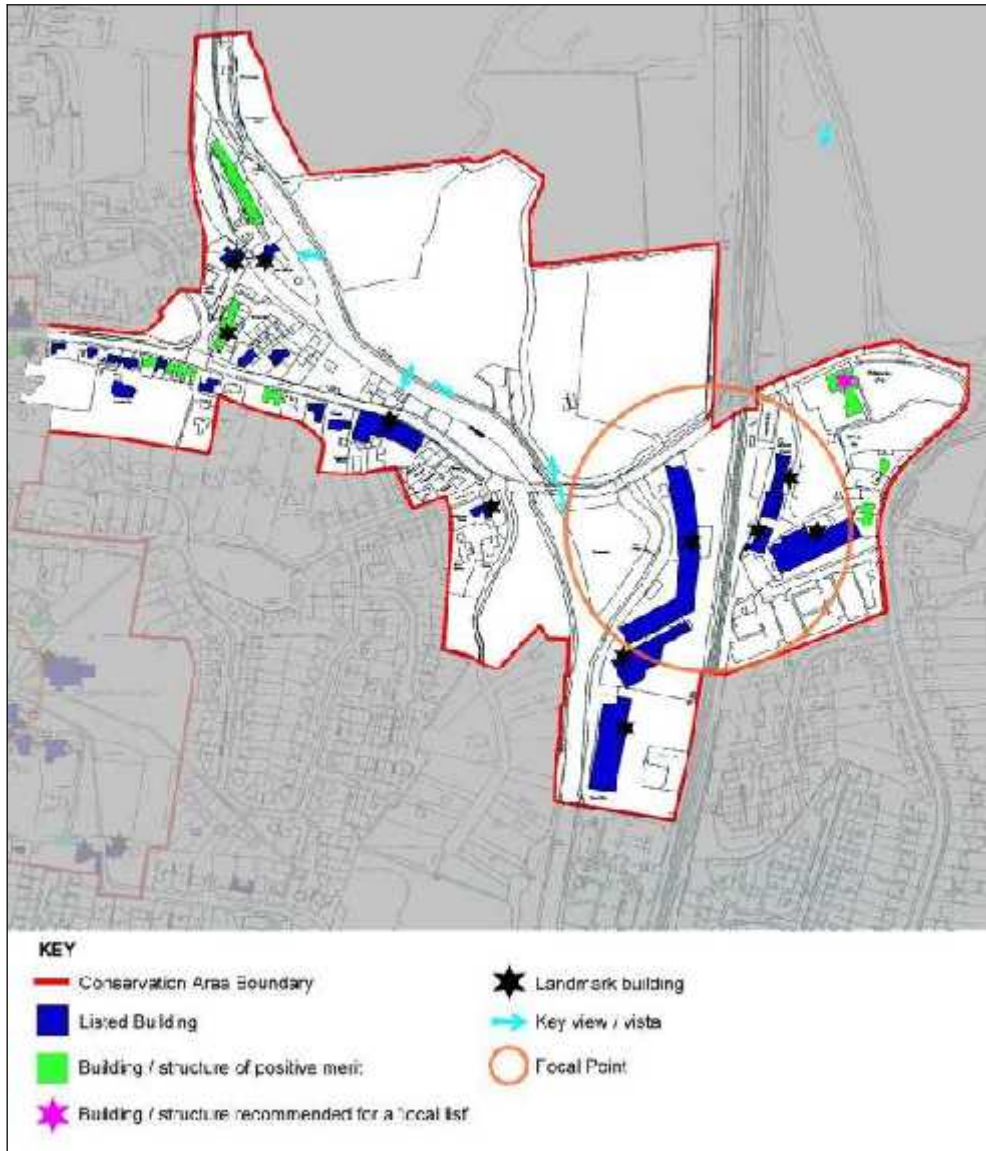 KEY
Conservation Area Boundary
Listed Building
Building / structure of positive merit
Building / structure recommended for a 'local list'
Landmark building
Key view / vista
Focal Point